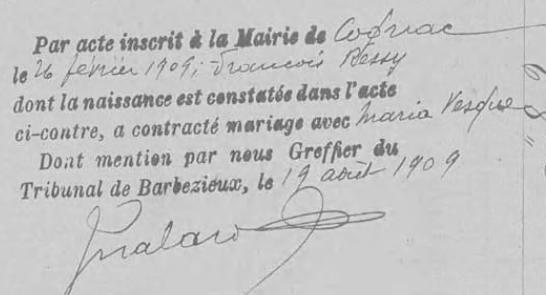 Par acte inscrit à la Mairie de Cognac
le 26 février 1909, François Bessy
dont la naissance est constatée dans l'acte
ci-contre, a contracté mariage avec Maria Vesque
Dont mention par nous Greffier du
Tribunal de Barbezieux, le 19 août 1909